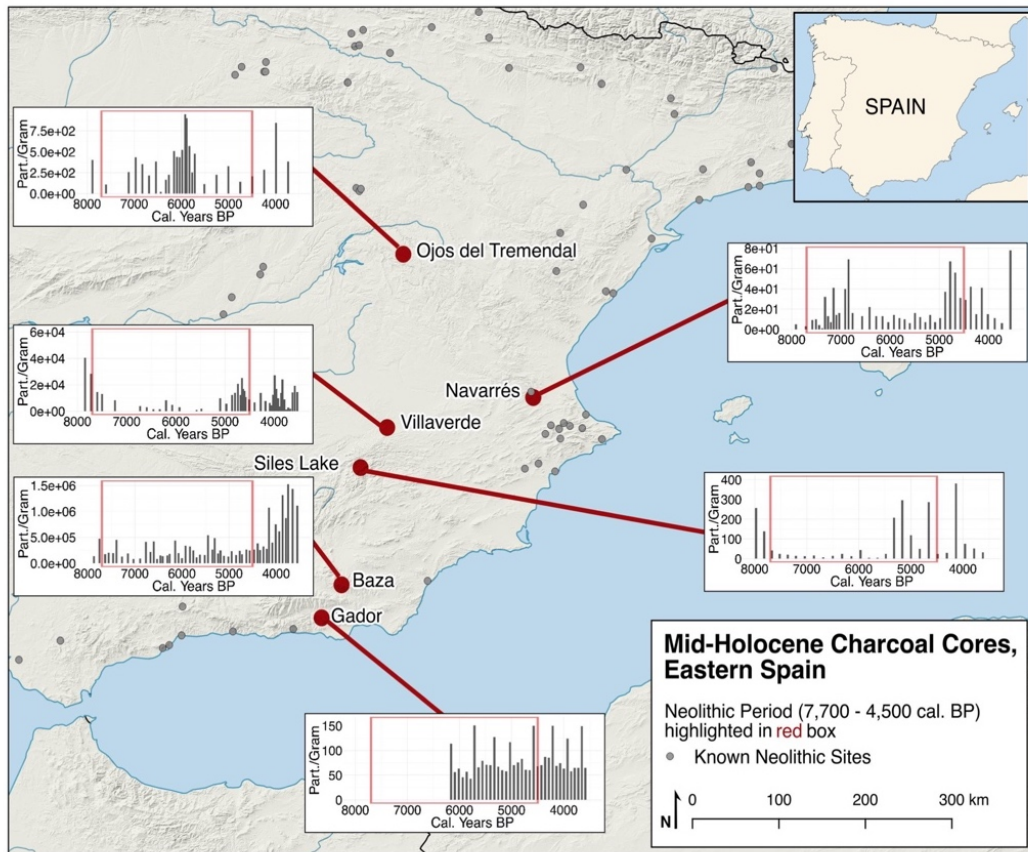 SPAIN
Part./Gram
7.5e+02
5.0e+02
2.5e+02
0.0e+00
8000 7000 6000 5000 4000
Cal. Years BP
Ojos del Tremendal
Part./Gram
8e+01
6e+01
4e+01
2e+01
0e+00
8000 7000 6000 5000 4000
Cal. Years BP
Part./Gram
6e+04
4e+04
2e+04
0e+00
8000 7000 6000 5000 4000
Cal. Years BP
Navarrés
Villaverde
Siles Lake
Part./Gram
1.5e+06
1.0e+06
5.0e+05
0.0e+00
8000 7000 6000 5000 4000
Cal. Years BP
Part./Gram
400
300
200
100
0
8000 7000 6000 5000 4000
Cal. Years BP
Baza
Gador
Part./Gram
150
100
50
0
8000 7000 6000 5000 4000
Cal. Years BP
Mid-Holocene Charcoal Cores,
Eastern Spain
Neolithic Period (7,700 - 4,500 cal. BP)
highlighted in red box
Known Neolithic Sites
N
0 100 200 300 km